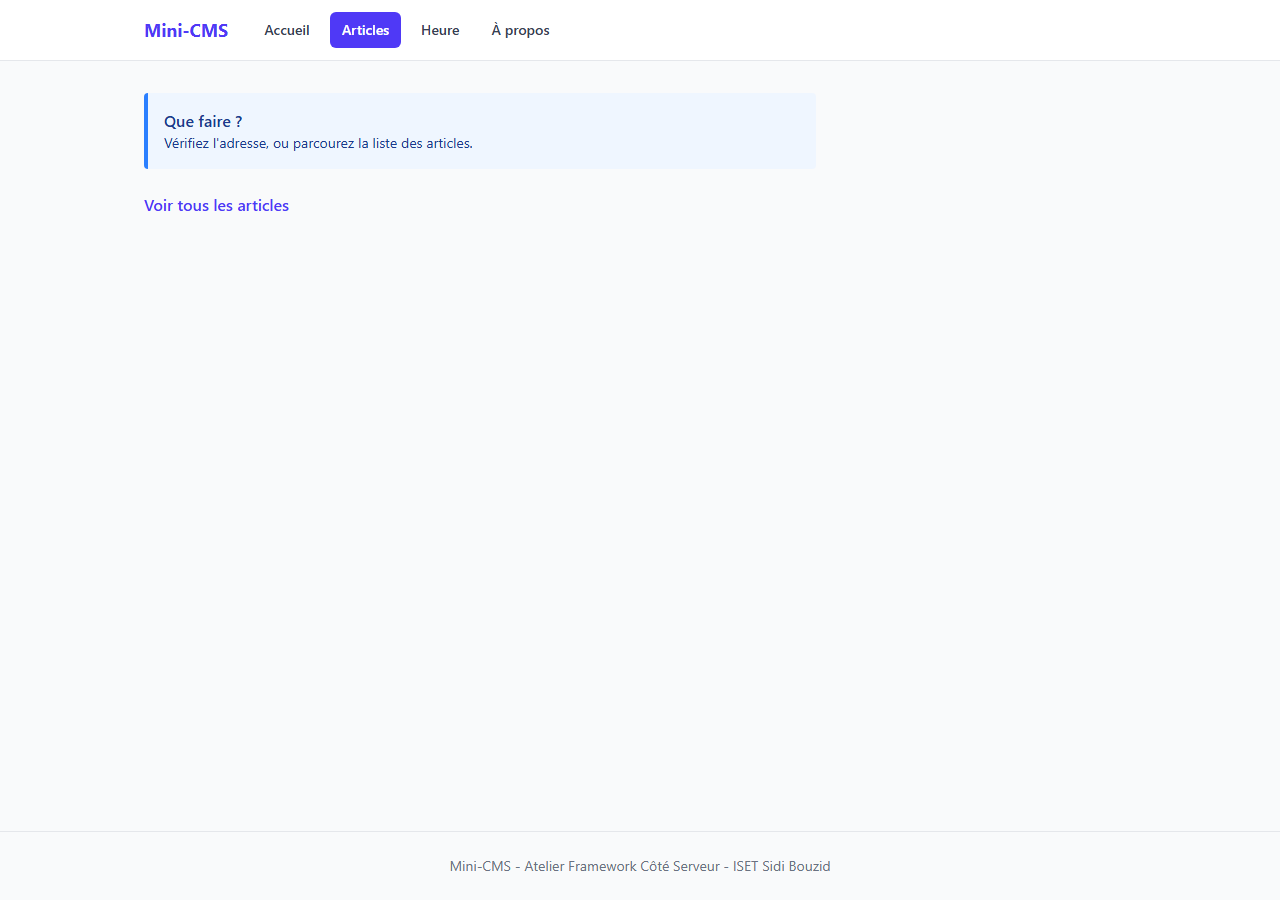 Mini-CMS
Accueil
Articles
Heure
À propos
Que faire ?
Vérifiez l'adresse, ou parcourez la liste des articles.
Voir tous les articles
Mini-CMS - Atelier Framework Côté Serveur - ISET Sidi Bouzid